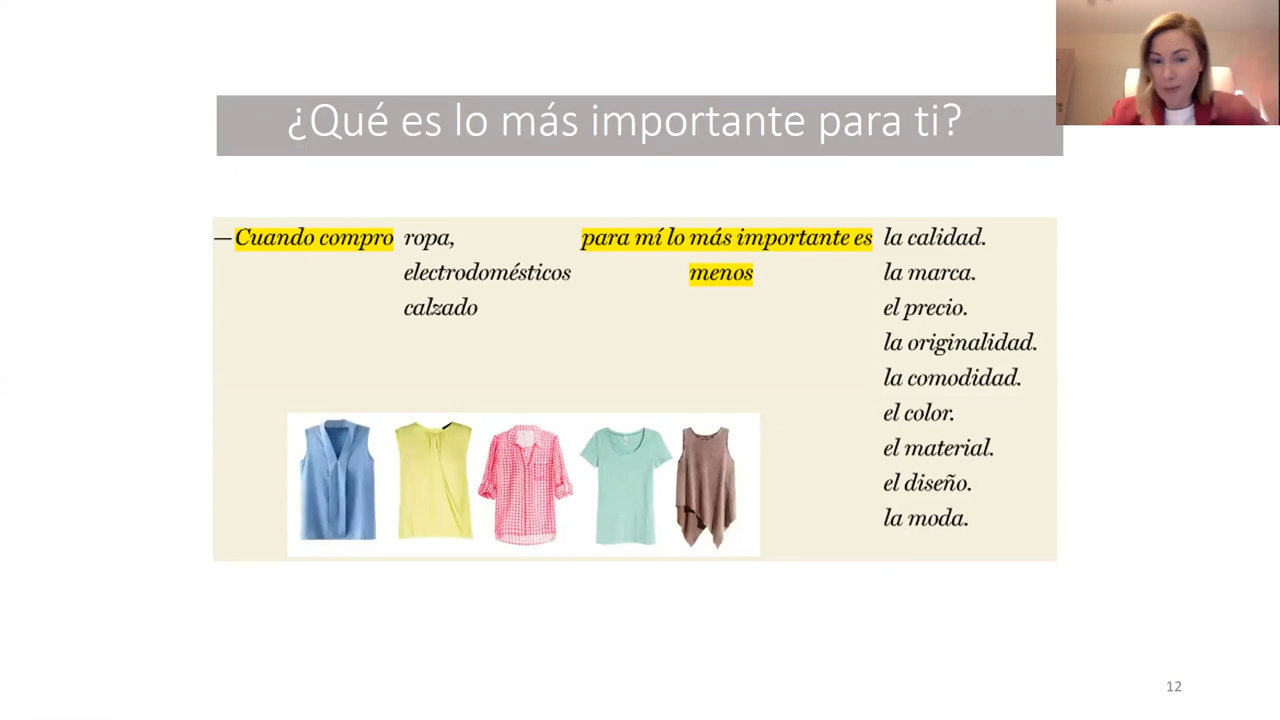 ¿Qué es lo más importante para ti?
—Cuando compro ropa, para mí lo más importante es la calidad.
electrodomésticos menos la marca.
calzado el precio.
la originalidad.
la comodidad.
el color.
el material.
el diseño.
la moda.
12